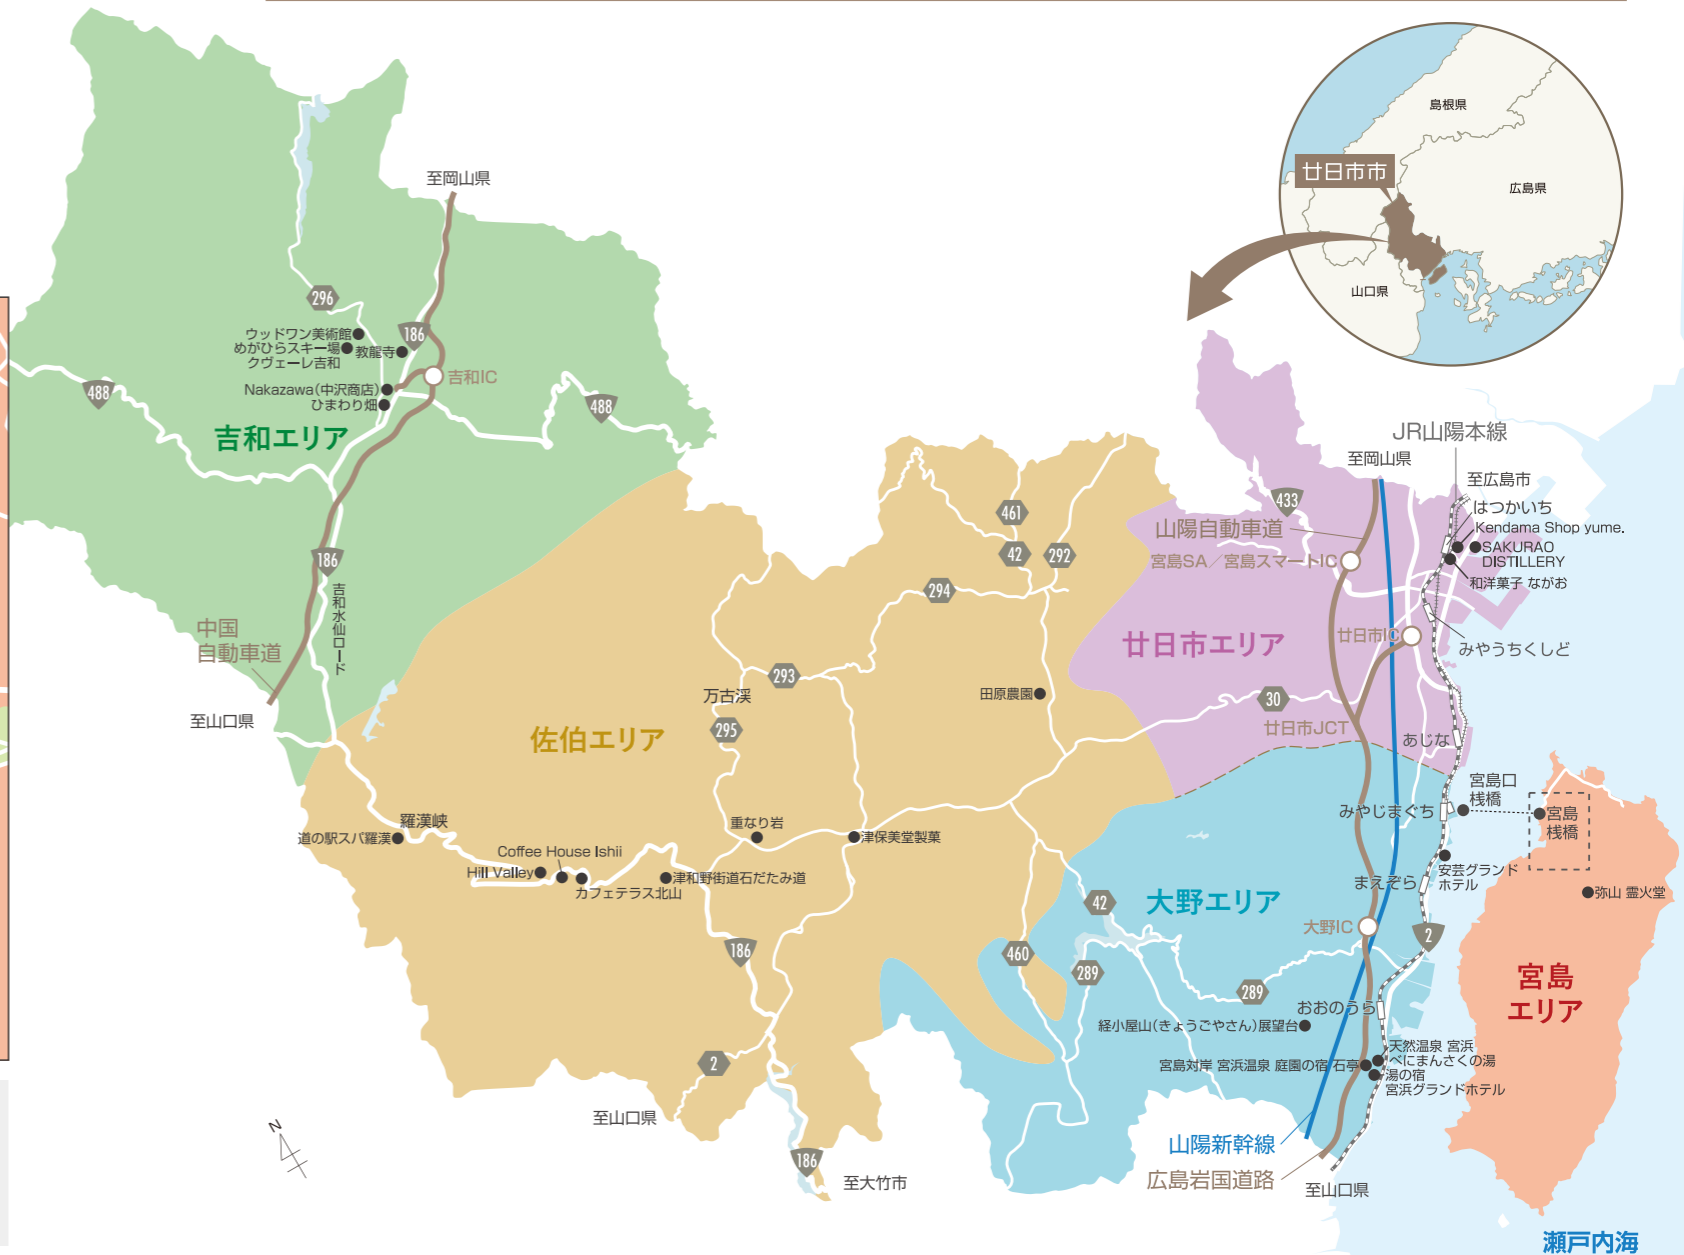 島根県
廿日市市
広島県
山口県
至岡山県
296
ウッドワン美術館
めがひらスキー場
クヴェーレ吉和
教龍寺
186
吉和IC
488
Nakazawa(中沢商店)
ひまわり畑
488
吉和エリア
186
吉和水仙ロード
中国
自動車道
至山口県
JR山陽本線
至岡山県
至広島市
433
はつかいち
Kendama Shop yume.
山陽自動車道
SAKURAO
DISTILLERY
宮島SA/宮島スマートIC
和洋菓子 ながお
461
42
292
294
廿日市IC
みやうちくしど
廿日市エリア
293
万古渓
295
田原農園
30
廿日市JCT
あじな
佐伯エリア
宮島口
桟橋
みやじまぐち
宮島
桟橋
羅漢峡
道の駅スパ羅漢
重なり岩
津保美堂製菓
Coffee House Ishii
Hill Valley
カフェテラス北山
津和野街道石だたみ道
安芸グランド
ホテル
まえぞら
弥山 霊火堂
大野エリア
42
大野IC
2
186
460
289
289
宮島
エリア
おおのうら
経小屋山(きょうごやさん)展望台
天然温泉 宮浜
べにまんさくの湯
宮島対岸 宮浜温泉 庭園の宿 石亭
湯の宿
宮浜グランドホテル
2
至山口県
N
山陽新幹線
広島岩国道路
186
至大竹市
至山口県
瀬戸内海